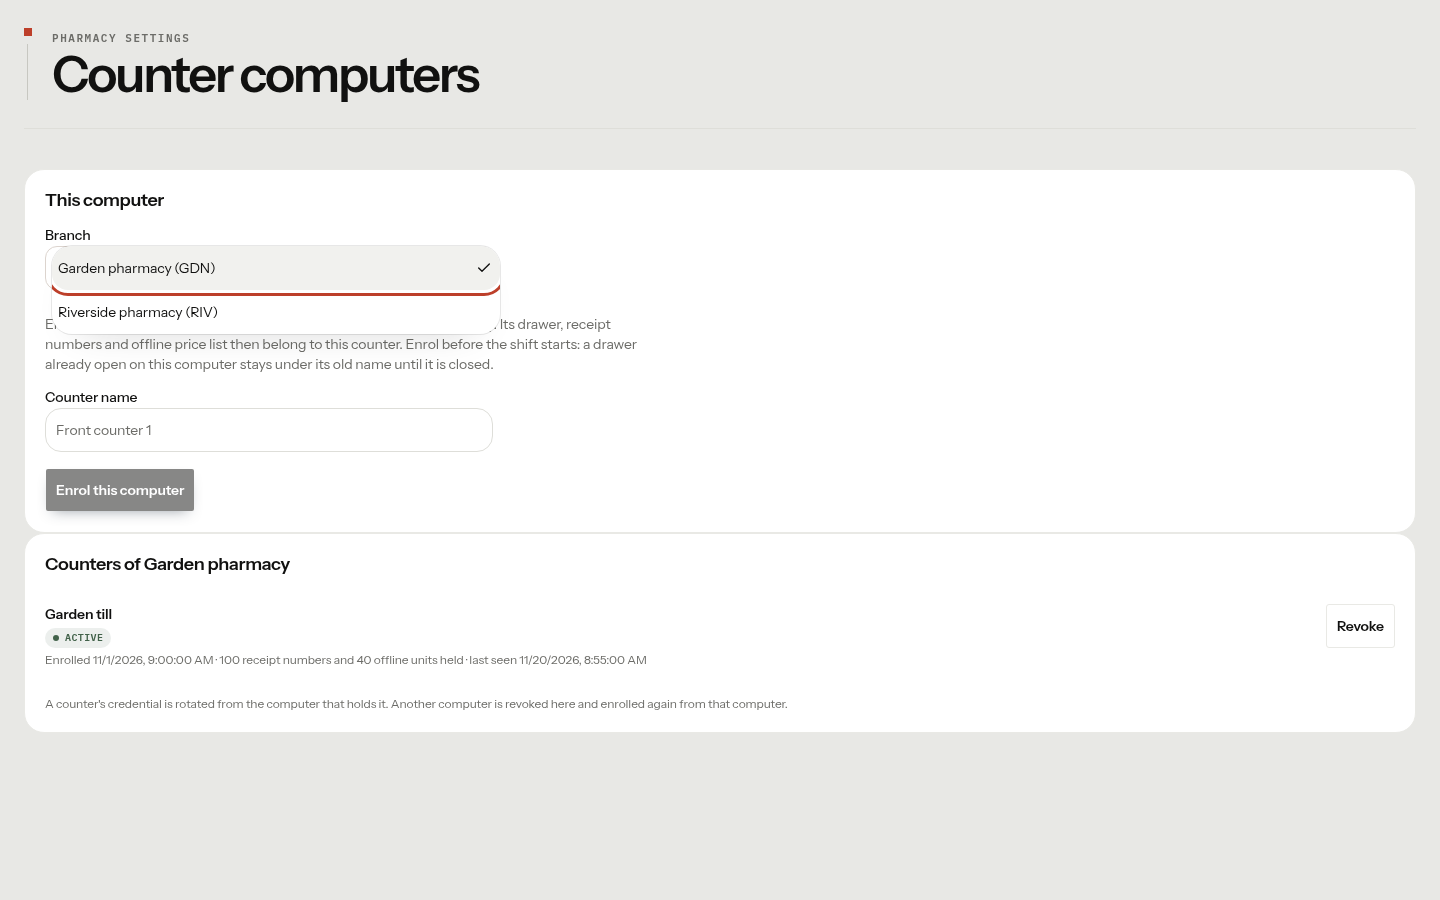 PHARMACY SETTINGS
Counter computers
This computer
Branch
Garden pharmacy (GDN)
Riverside pharmacy (RIV)
Its drawer, receipt
numbers and offline price list then belong to this counter. Enrol before the shift starts: a drawer
already open on this computer stays under its old name until it is closed.
Counter name
Front counter 1
Enrol this computer
Counters of Garden pharmacy
Garden till
ACTIVE
Revoke
Enrolled 11/1/2026, 9:00:00 AM · 100 receipt numbers and 40 offline units held · last seen 11/20/2026, 8:55:00 AM
A counter's credential is rotated from the computer that holds it. Another computer is revoked here and enrolled again from that computer.